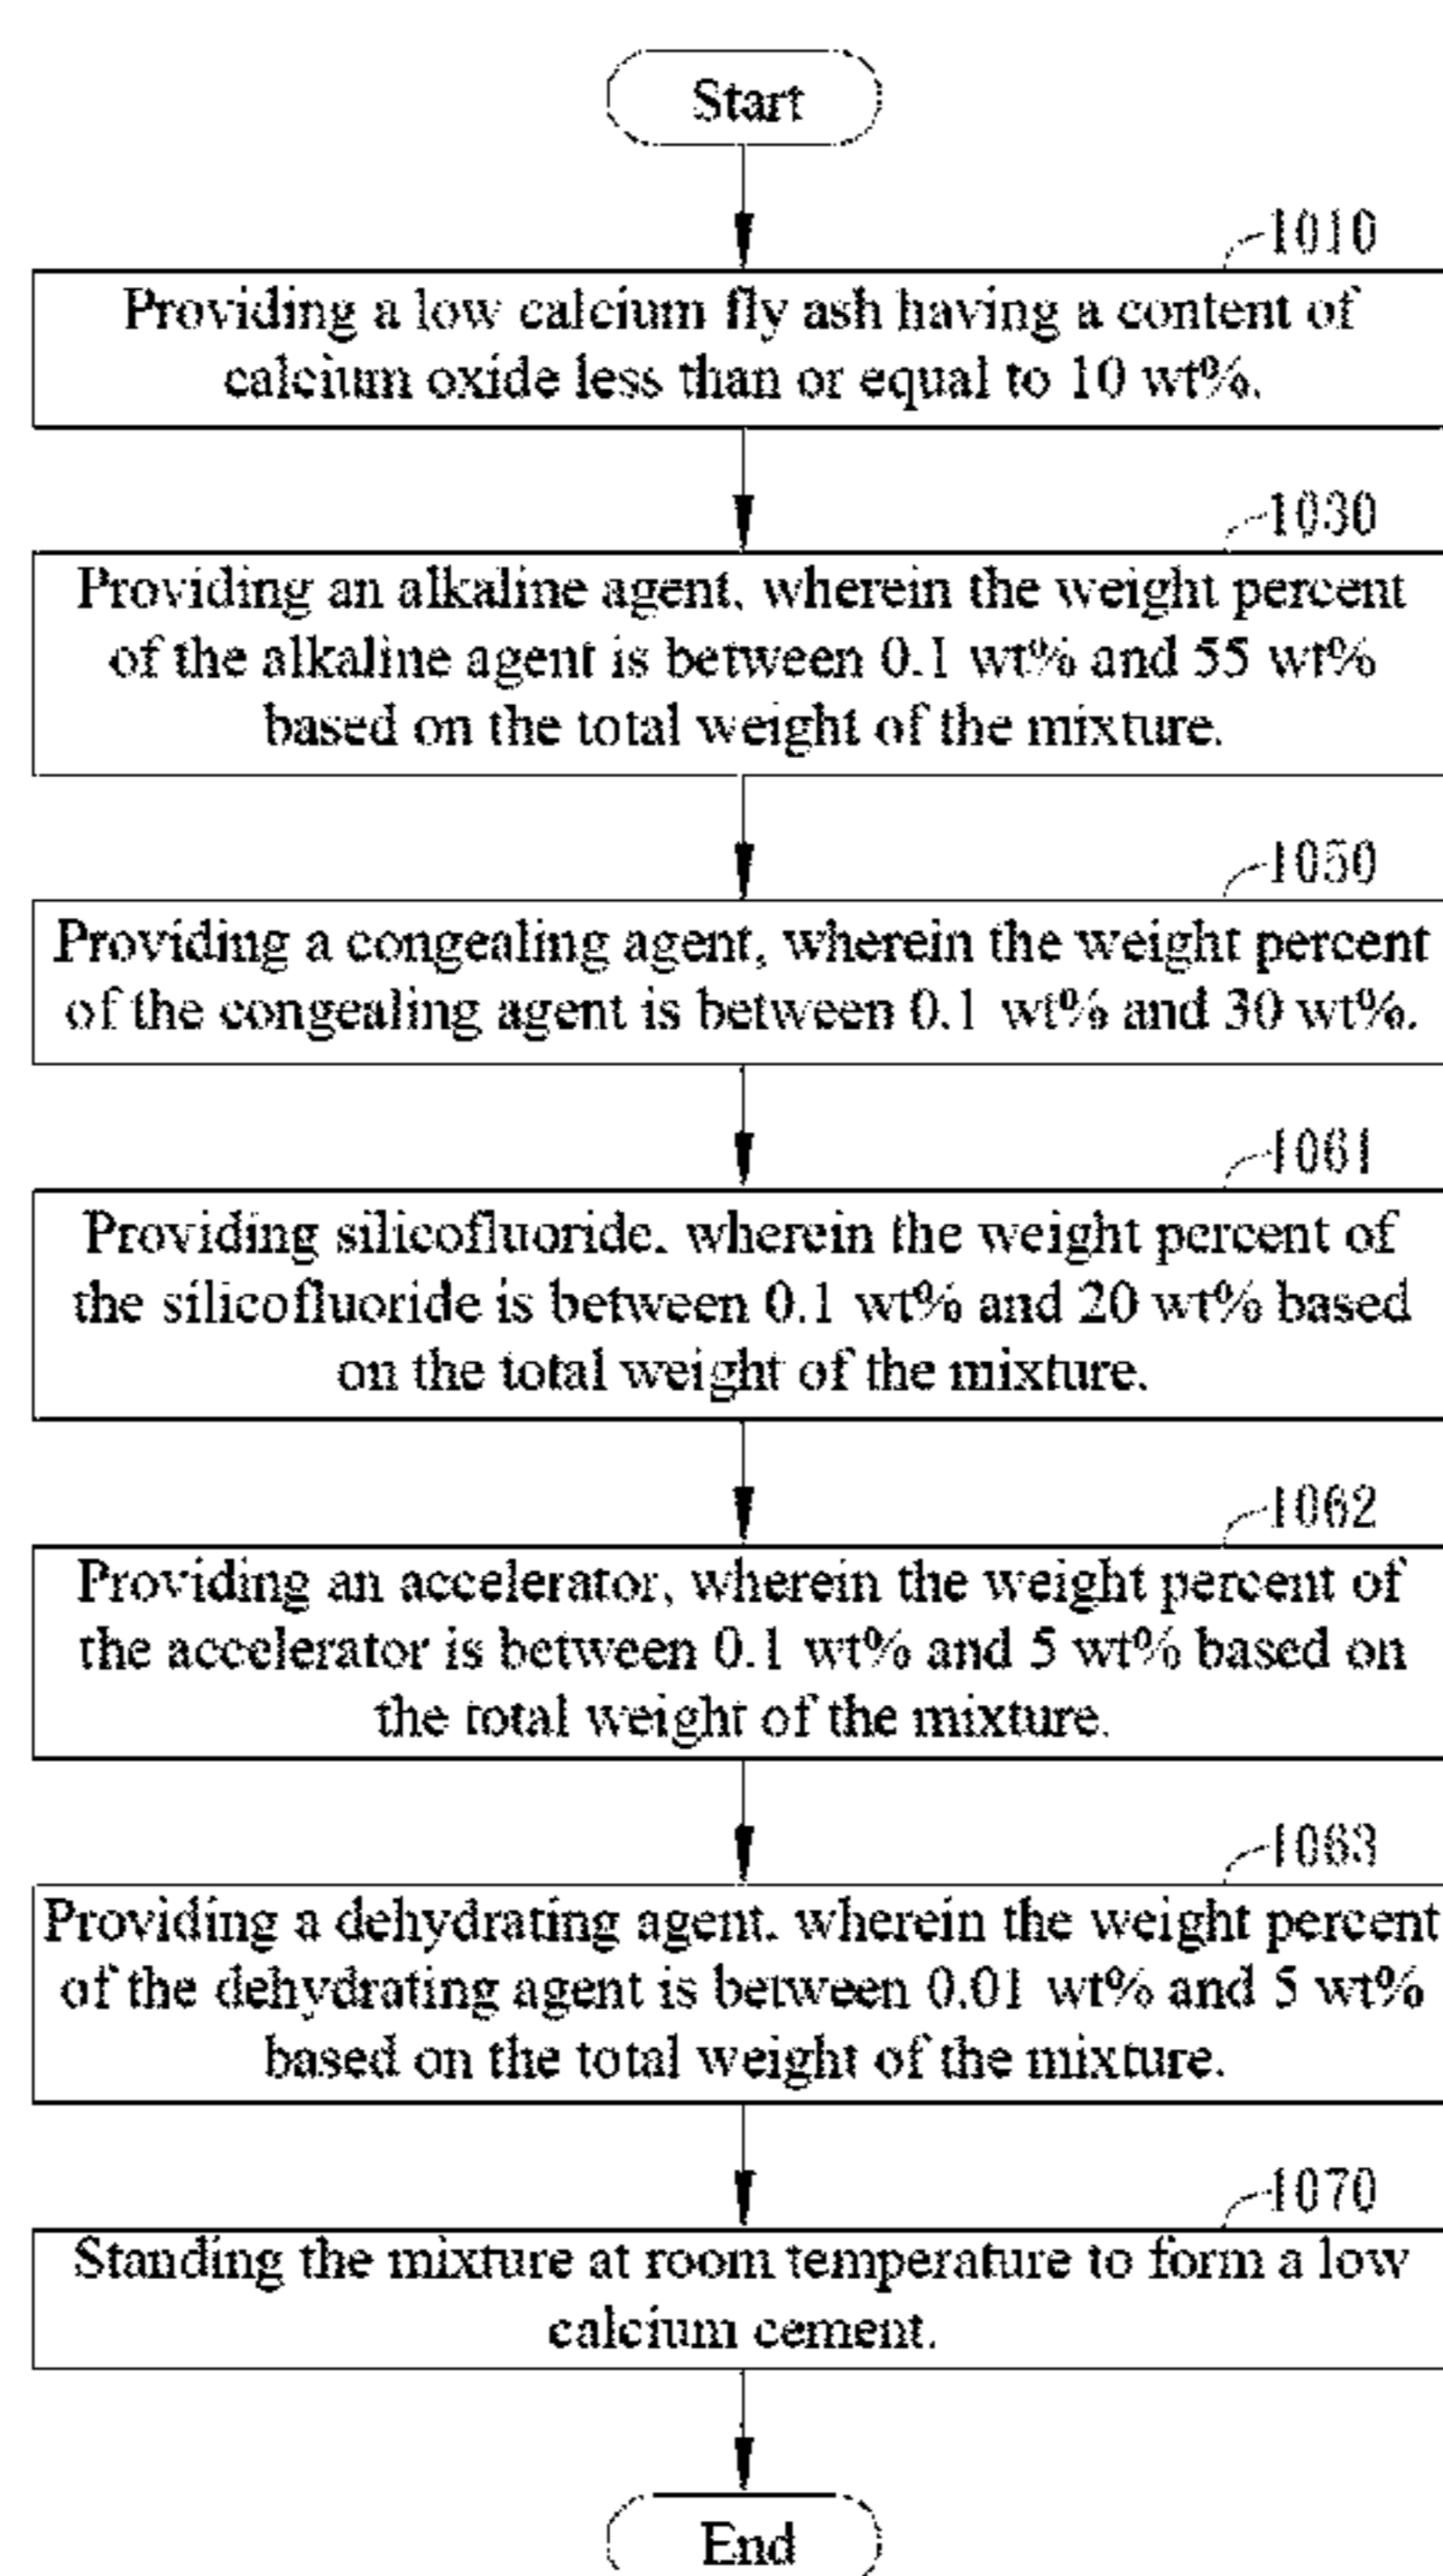 Start
1010
Providing a low calcium fly ash having a content of
calcium oxide less than or equal to 10 wt%.
1030
Providing an alkaline agent, wherein the weight percent
of the alkaline agent is between 0.1 wt% and 55 wt%
based on the total weight of the mixture.
1050
Providing a congealing agent, wherein the weight percent
of the congealing agent is between 0.1 wt% and 30 wt%.
1061
Providing silicofluoride, wherein the weight percent of
the silicofluoride is between 0.1 wt% and 20 wt% based
on the total weight of the mixture.
1062
Providing an accelerator, wherein the weight percent of
the accelerator is between 0.1 wt% and 5 wt% based on
the total weight of the mixture.
1063
Providing a dehydrating agent, wherein the weight percent
of the dehydrating agent is between 0.01 wt% and 5 wt%
based on the total weight of the mixture.
1070
Standing the mixture at room temperature to form a low
calcium cement.
End